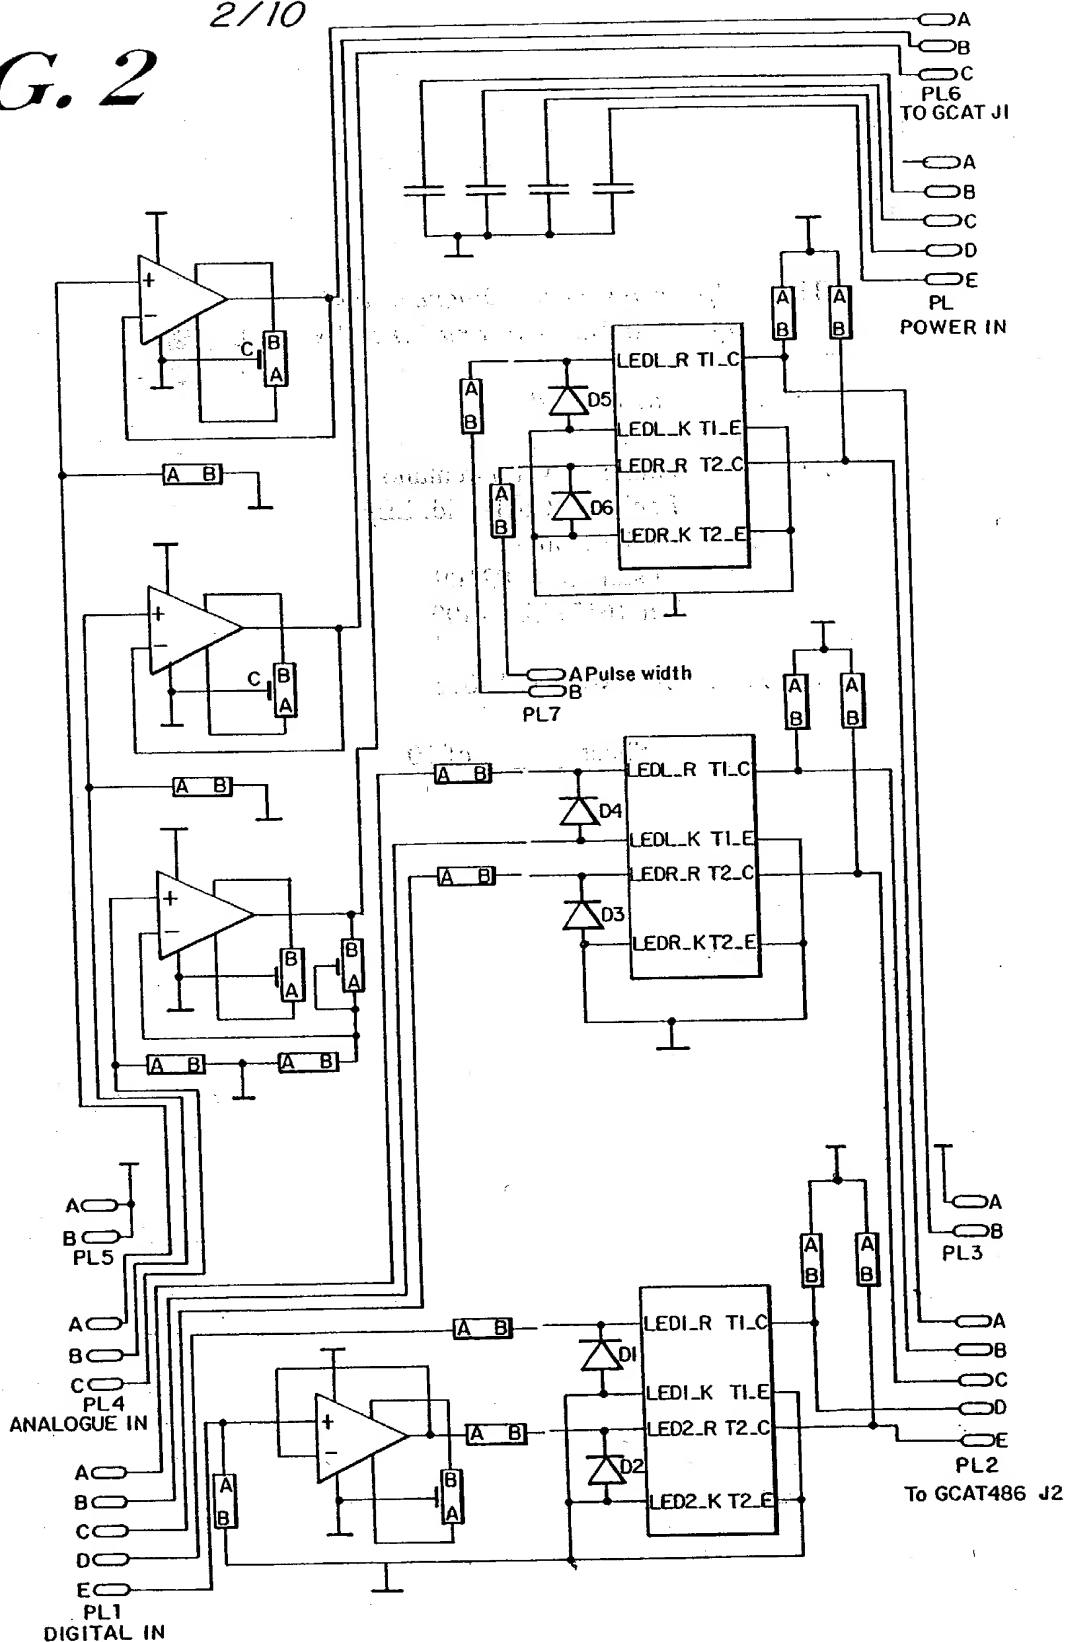 2/10
G. 2
A
B
C
PL6
TO GCAT J1
A
B
C
D
E
PL
POWER IN
+
−
C
B
A
A B
A
B
A
B
LEDL_R T1_C
D5
LEDL_K T1_E
LEDR_R T2_C
D6
LEDR_K T2_E
A
B
A
B
A Pulse width
B
PL7
+
−
C
B
A
A B
A
B
A
B
A B
LEDL_R T1_C
D4
LEDL_K T1_E
A B
LEDR_R T2_C
D3
LEDR_K T2_E
+
−
B
A
B
A
A B
A B
A
B
PL5
A
B
PL3
A
B
C
PL4
ANALOGUE IN
A
B
A
B
A
B
C
D
E
PL2
To GCAT486 J2
A B
LED1_R T1_C
D1
LED1_K T1_E
+
−
A B
LED2_R T2_C
D2
LED2_K T2_E
A
B
B
A
A
B
C
D
E
PL1
DIGITAL IN